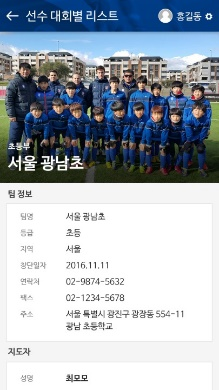 선수 대회별 리스트
홍길동
초등부
서울 광남초
팀 정보
팀명 서울 광남초
등급 초등
지역 서울
창단일자 2016.11.11
연락처 02-9874-5632
팩스 02-1234-5678
주소 서울 특별시 광진구 광장동 554-11
광남 초등학교
지도자
성명 최모모